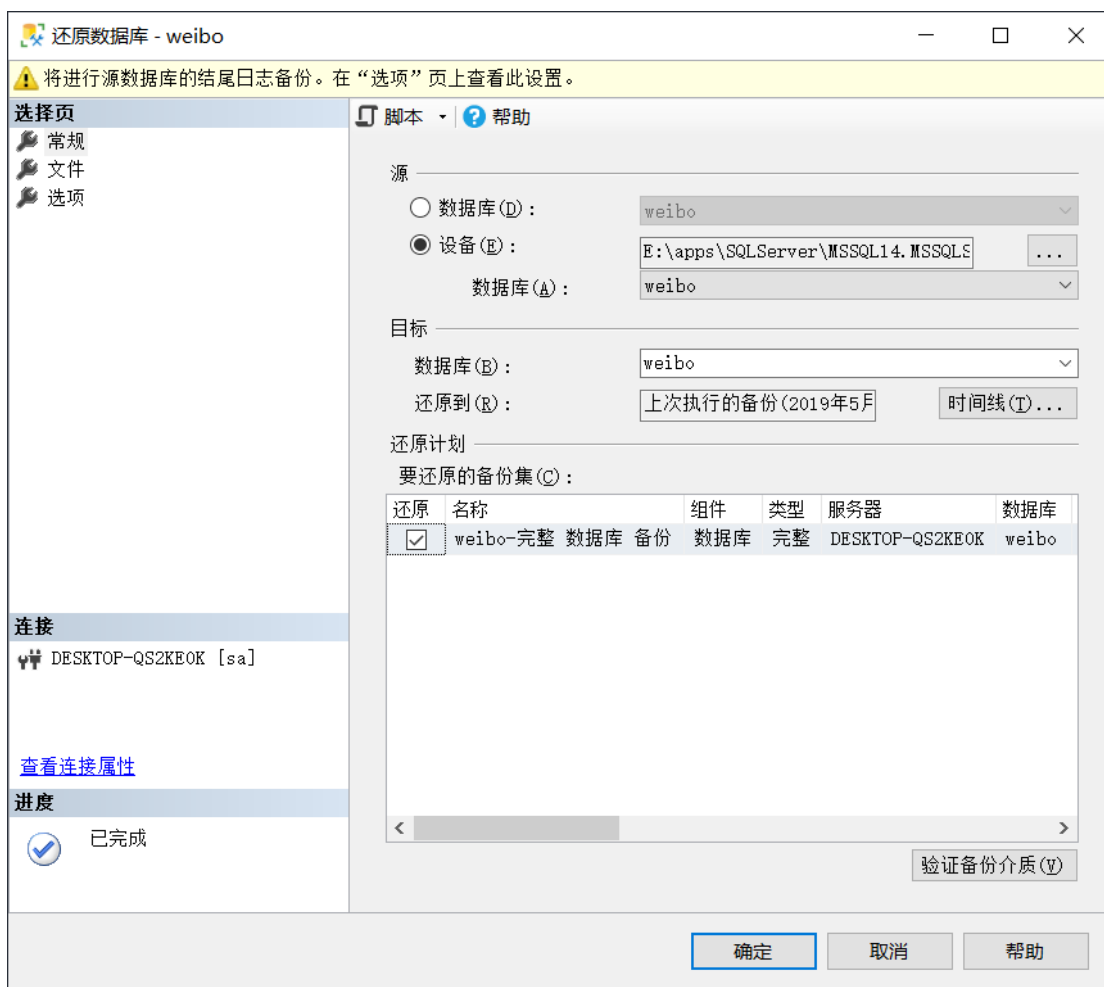 还原数据库 - weibo
将进行源数据库的结尾日志备份。在“选项”页上查看此设置。
选择页
常规
文件
选项
脚本 帮助
源
数据库(D)： weibo
设备(E)： E:\apps\SQLServer\MSSQL14.MSSQLS ...
数据库(A)： weibo
目标
数据库(B)： weibo
还原到(R)： 上次执行的备份(2019年5月 时间线(T)...
还原计划
要还原的备份集(C)：
还原 名称 组件 类型 服务器 数据库
weibo-完整 数据库 备份 数据库 完整 DESKTOP-QS2KEOK weibo
连接
DESKTOP-QS2KEOK [sa]
查看连接属性
进度
已完成
验证备份介质(V)
确定 取消 帮助